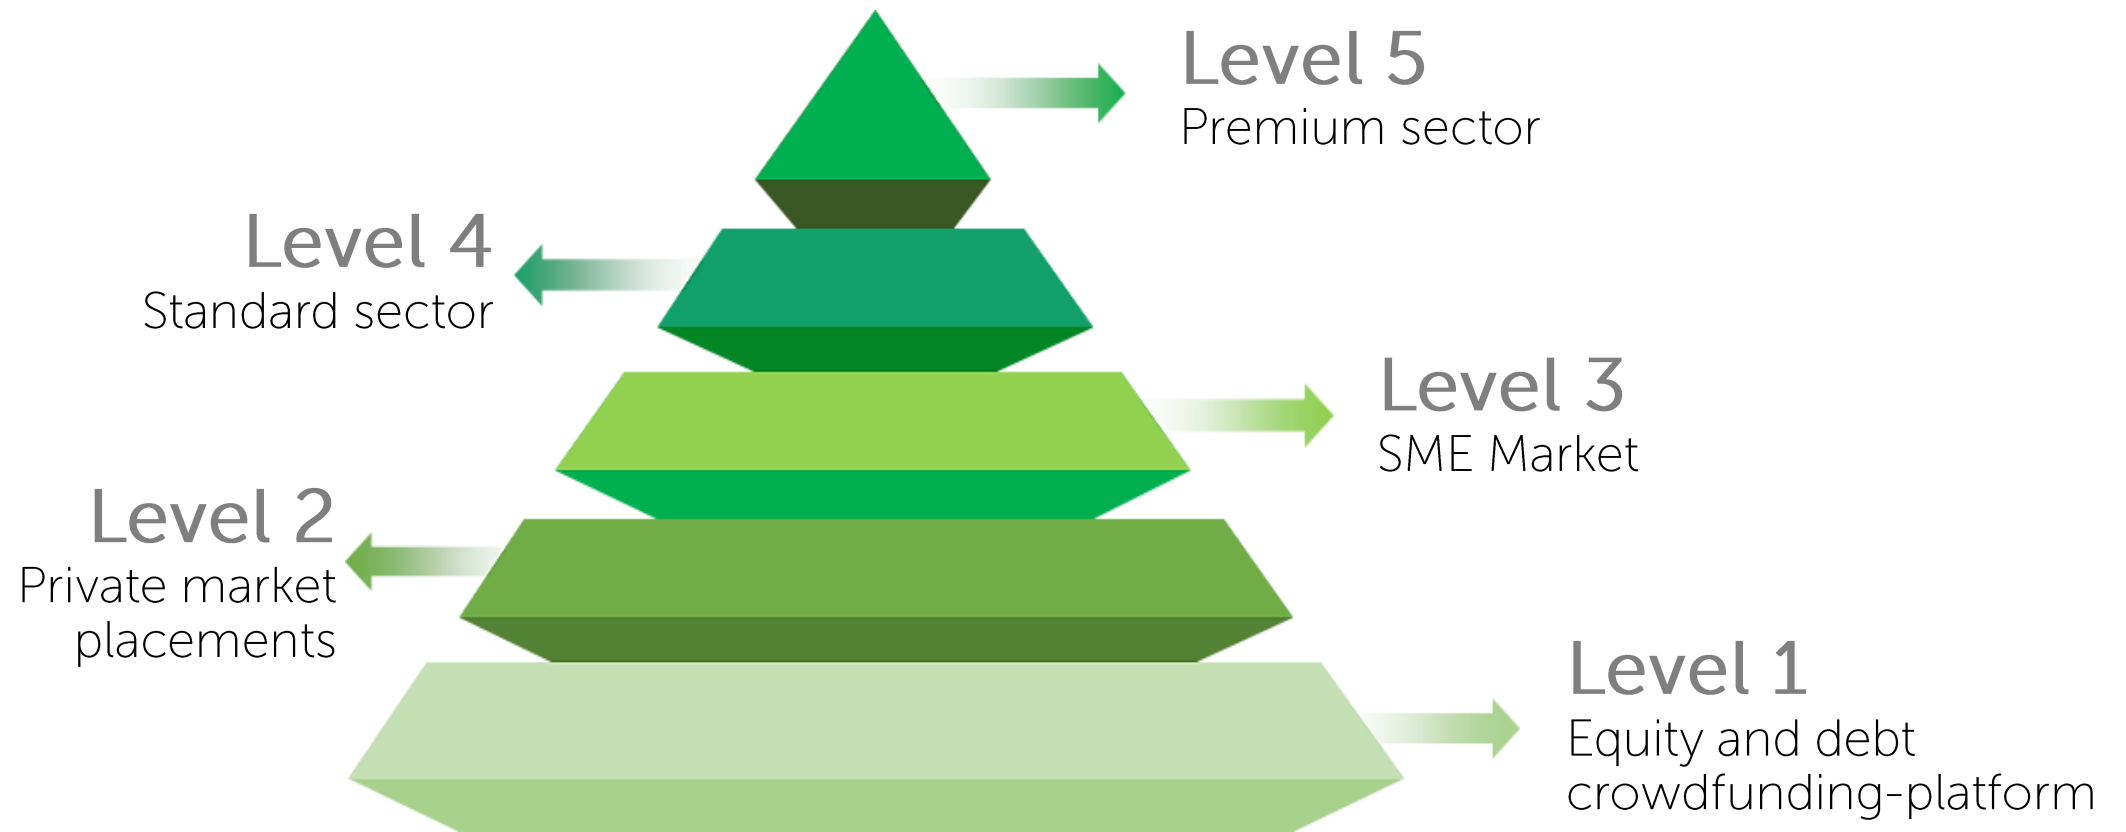 Level 5
Premium sector
Level 4
Standard sector
Level 3
SME Market
Level 2
Private market
placements
Level 1
Equity and debt
crowdfunding-platform